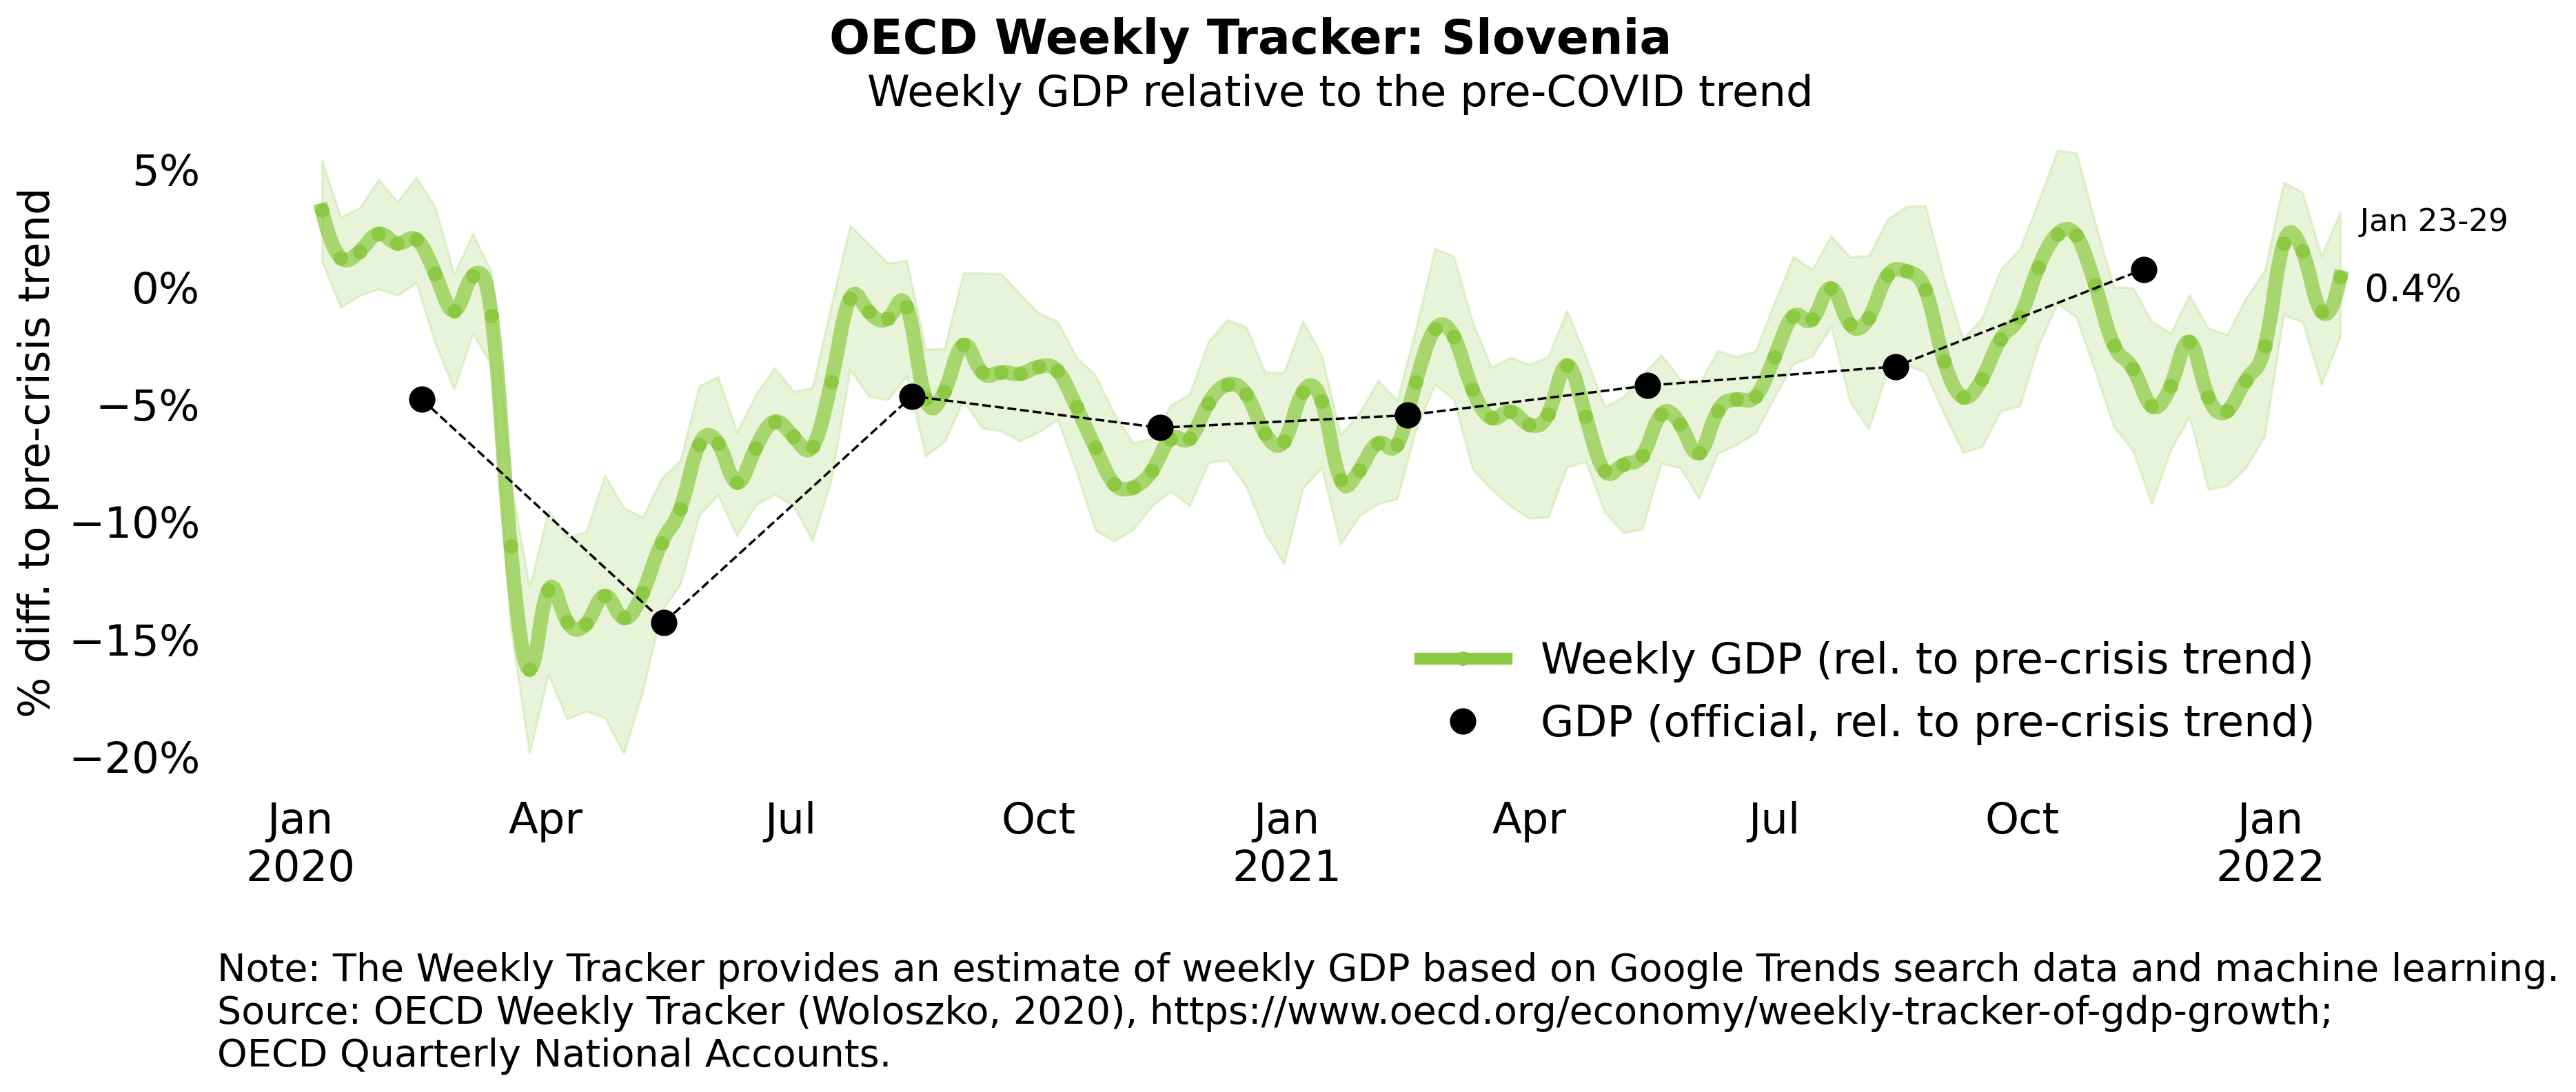 OECD Weekly Tracker: Slovenia
Weekly GDP relative to the pre-COVID trend
% diff. to pre-crisis trend
5%
0%
−5%
−10%
−15%
−20%
Jan 23-29
0.4%
Weekly GDP (rel. to pre-crisis trend)
GDP (official, rel. to pre-crisis trend)
Jan Apr Jul Oct Jan Apr Jul Oct Jan
2020 2021 2022
Note: The Weekly Tracker provides an estimate of weekly GDP based on Google Trends search data and machine learning.
Source: OECD Weekly Tracker (Woloszko, 2020), https://www.oecd.org/economy/weekly-tracker-of-gdp-growth;
OECD Quarterly National Accounts.